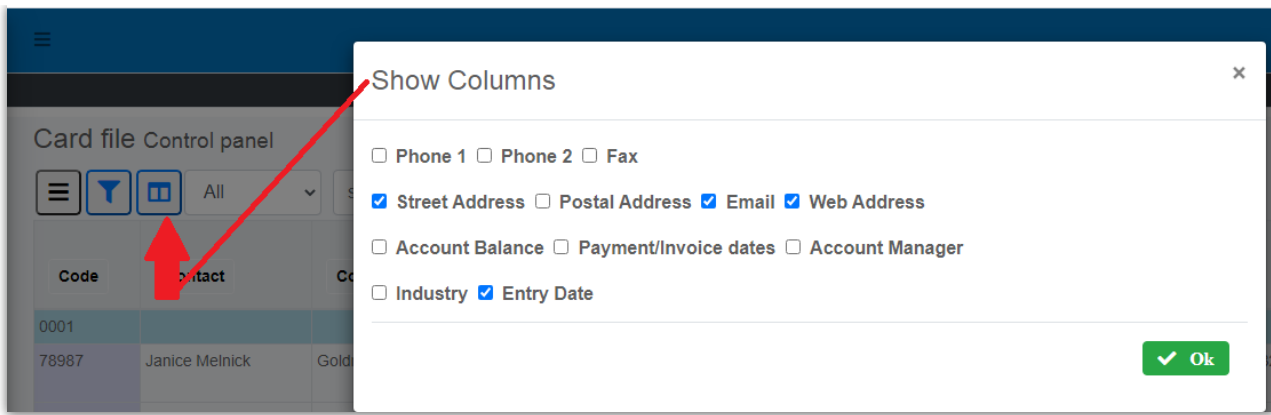 Show Columns
×
Card file Control panel
Phone 1 Phone 2 Fax
All
Street Address Postal Address Email Web Address
Account Balance Payment/Invoice dates Account Manager
Code
Industry Entry Date
0001
78987 Janice Melnick
Ok